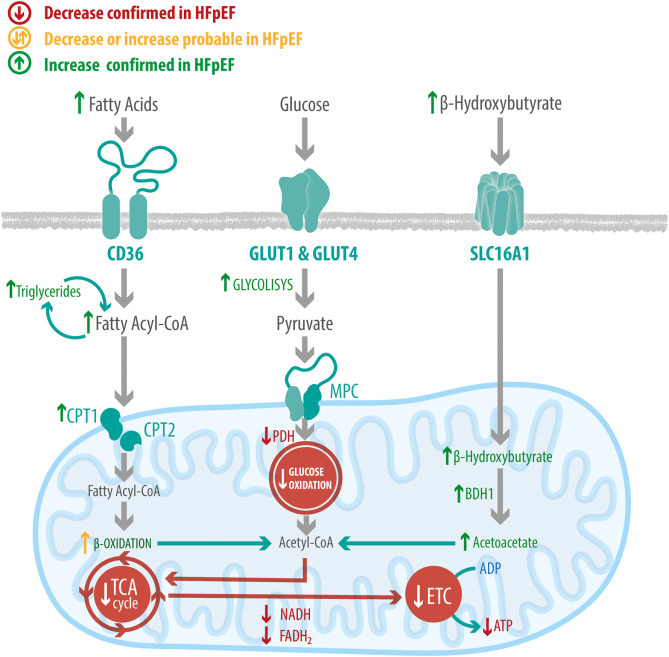 Decrease confirmed in HFpEF
Decrease or increase probable in HFpEF
Increase confirmed in HFpEF
Fatty Acids
Glucose
β-Hydroxybutyrate
CD36
GLUT1 & GLUT4
SLC16A1
Triglycerides
GLYCOLISYS
Fatty Acyl-CoA
Pyruvate
MPC
CPT1
CPT2
PDH
GLUCOSE
OXIDATION
β-Hydroxybutyrate
Fatty Acyl-CoA
BDH1
β-OXIDATION
Acetyl-CoA
Acetoacetate
TCA
cycle
ADP
ETC
NADH
FADH₂
ATP